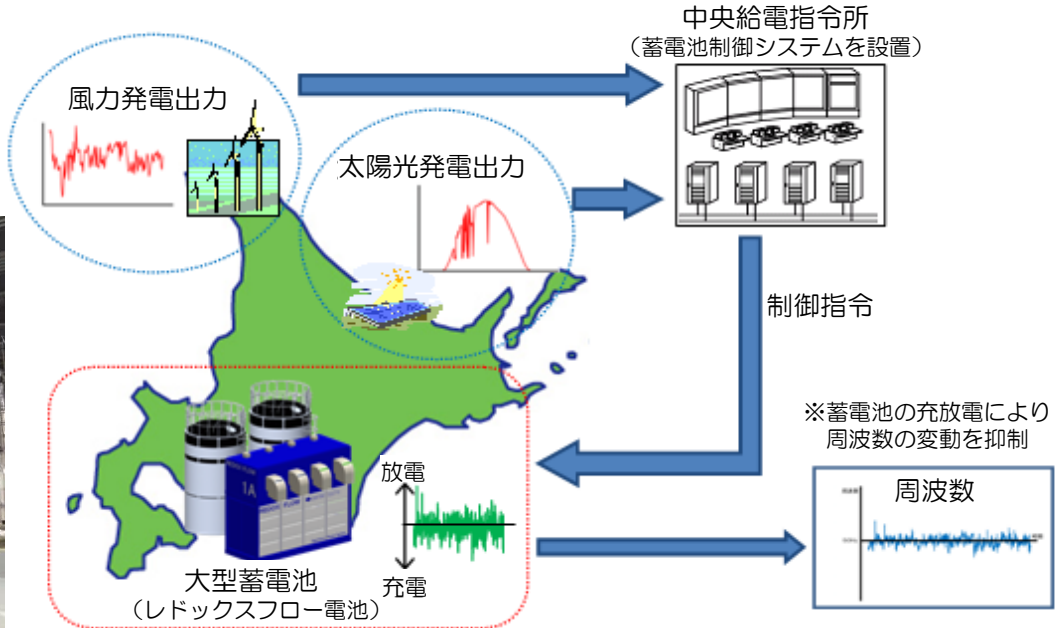 中央給電指令所
（蓄電池制御システムを設置）
風力発電出力
太陽光発電出力
制御指令
※蓄電池の充放電により
周波数の変動を抑制
放電
充電
1A
大型蓄電池
（レドックスフロー電池）
周波数